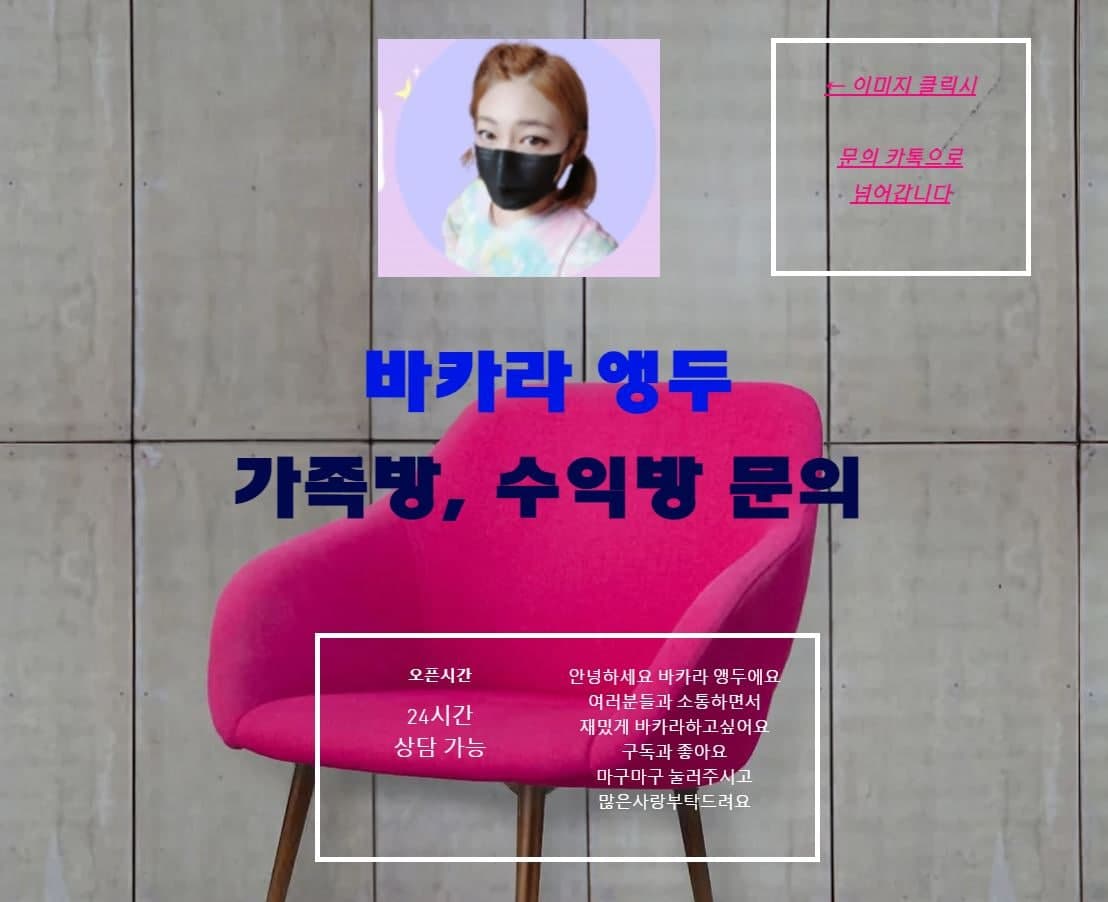 ← 이미지 클릭시
문의 카톡으로
넘어갑니다
바카라 앵두
가족방, 수익방 문의
오픈시간
24시간
상담 가능
안녕하세요 바카라 앵두에요
여러분들과 소통하면서
재밌게 바카라하고싶어요
구독과 좋아요
마구마구 눌러주시고
많은사랑부탁드려요